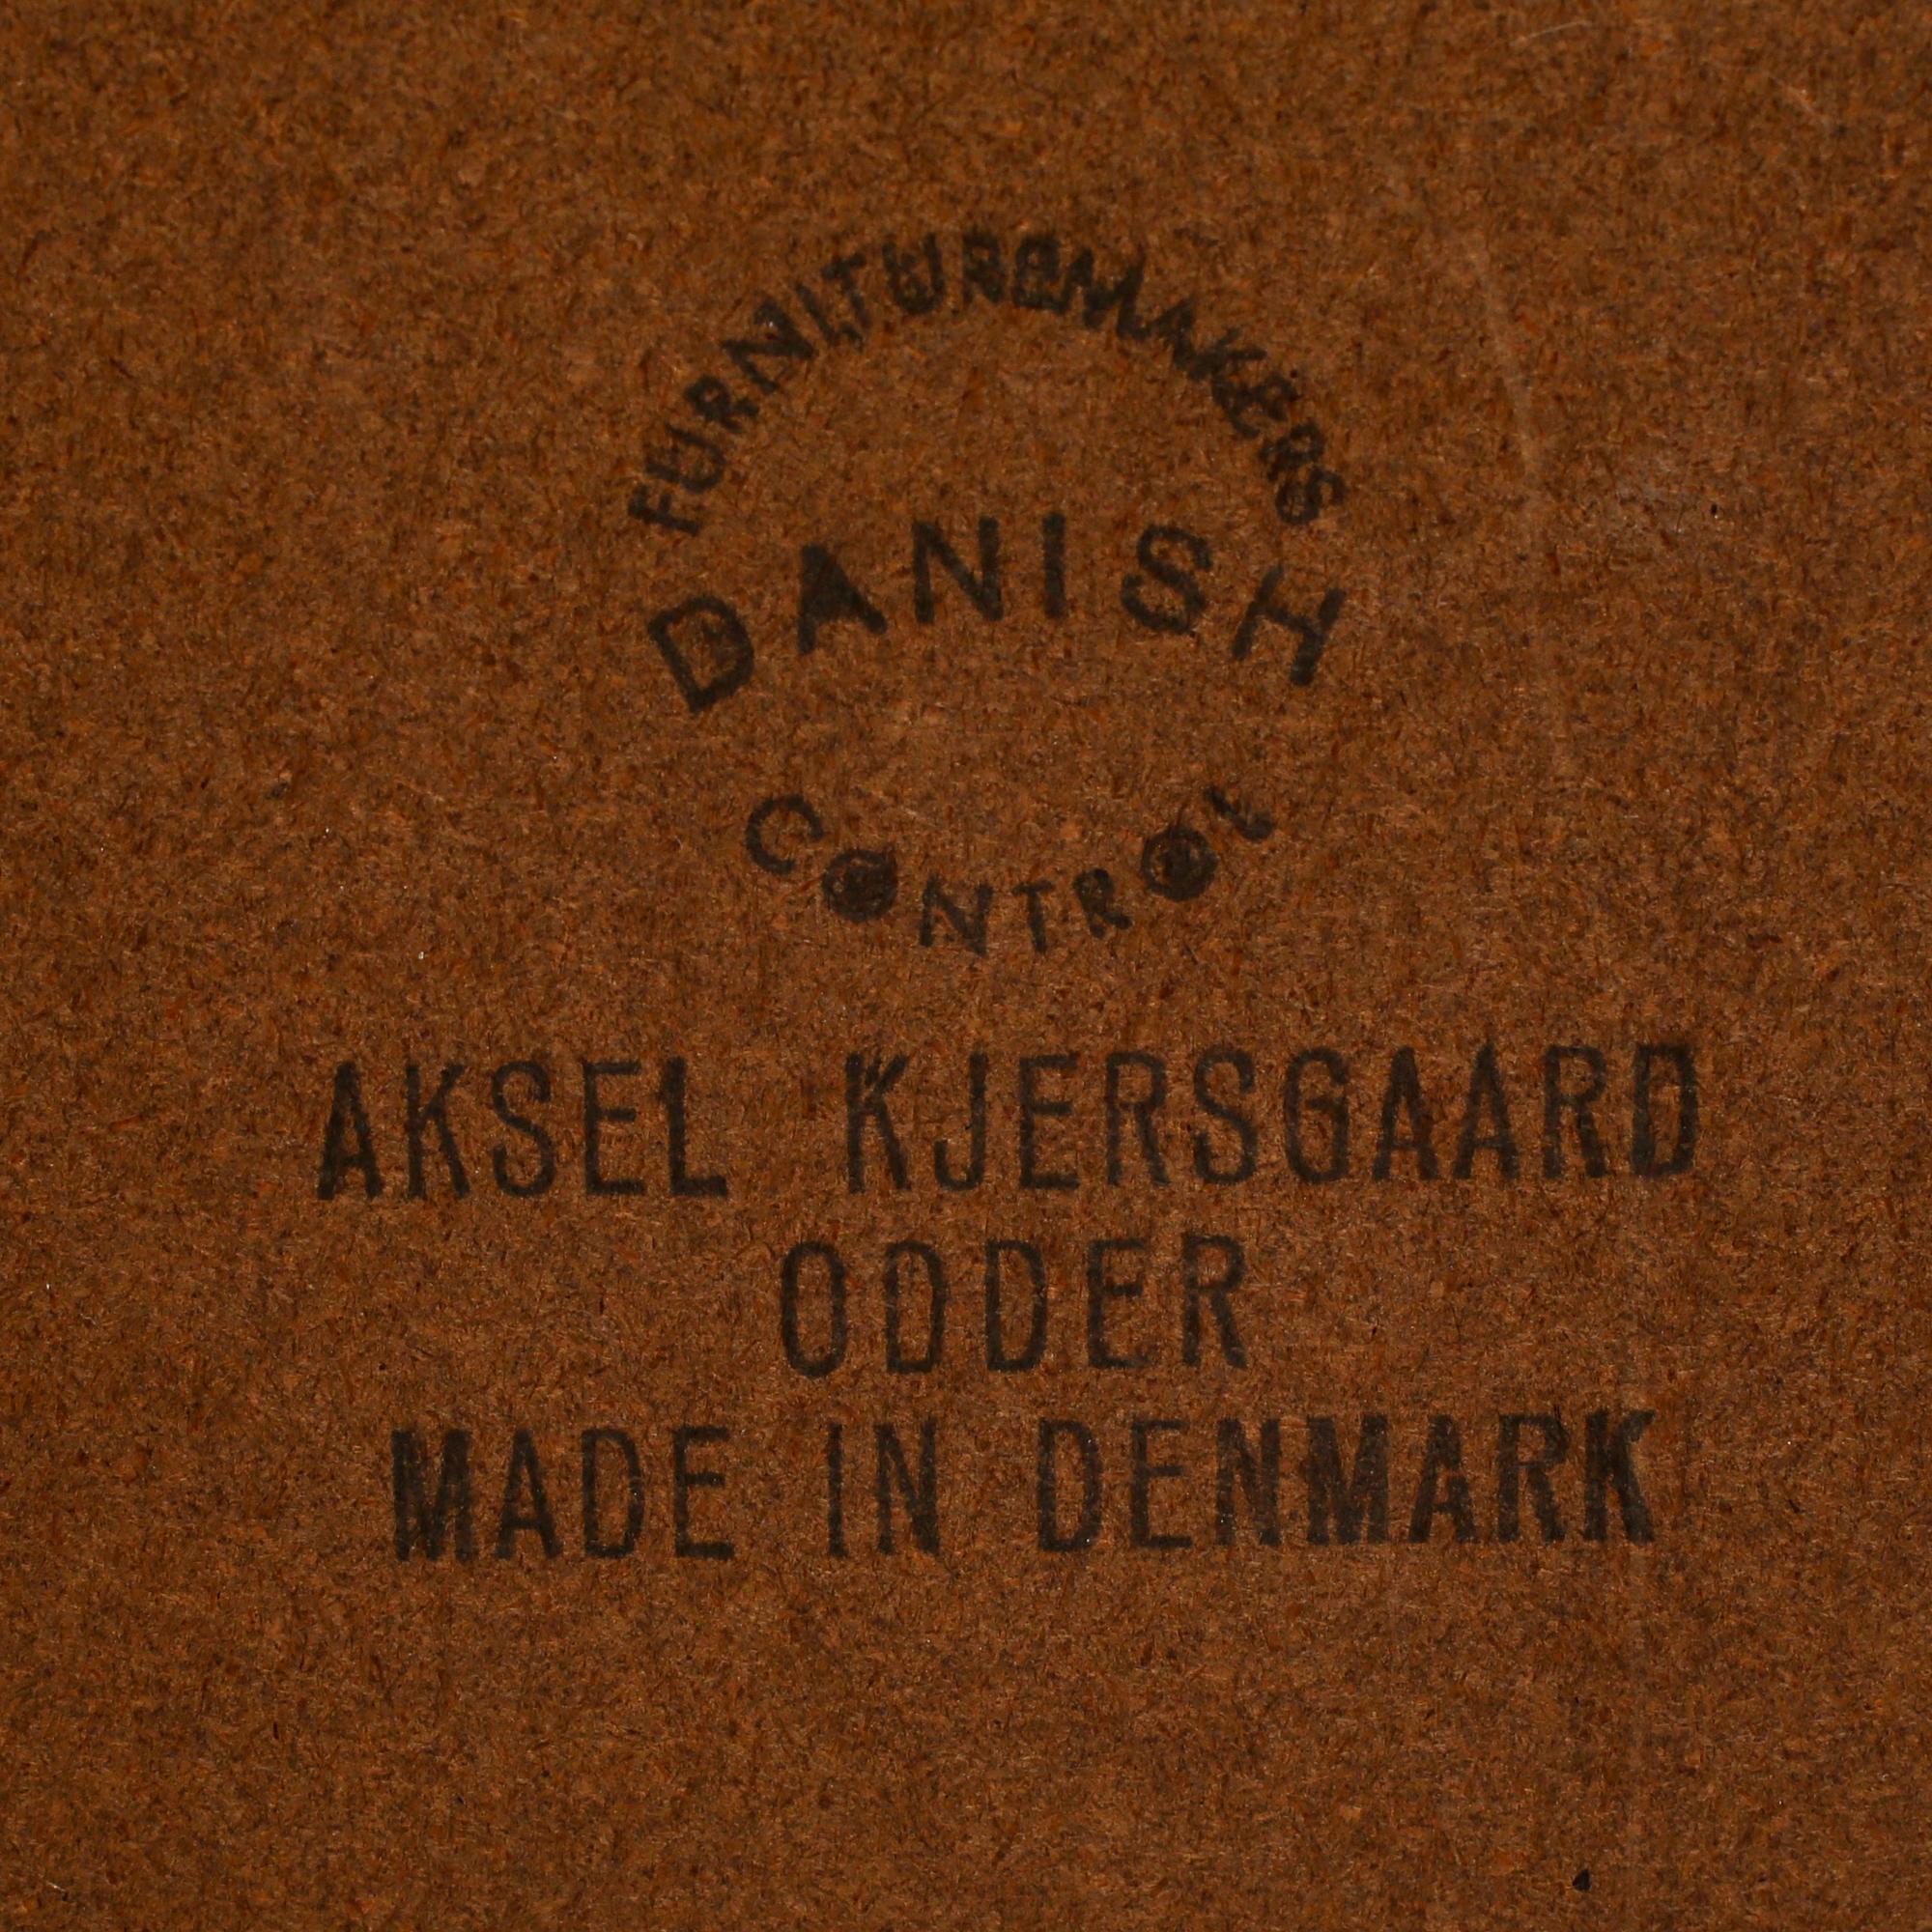 FURNITUREMAKERS
DANISH
CONTROL
AKSEL KJERSGAARD
ODDER
MADE IN DENMARK